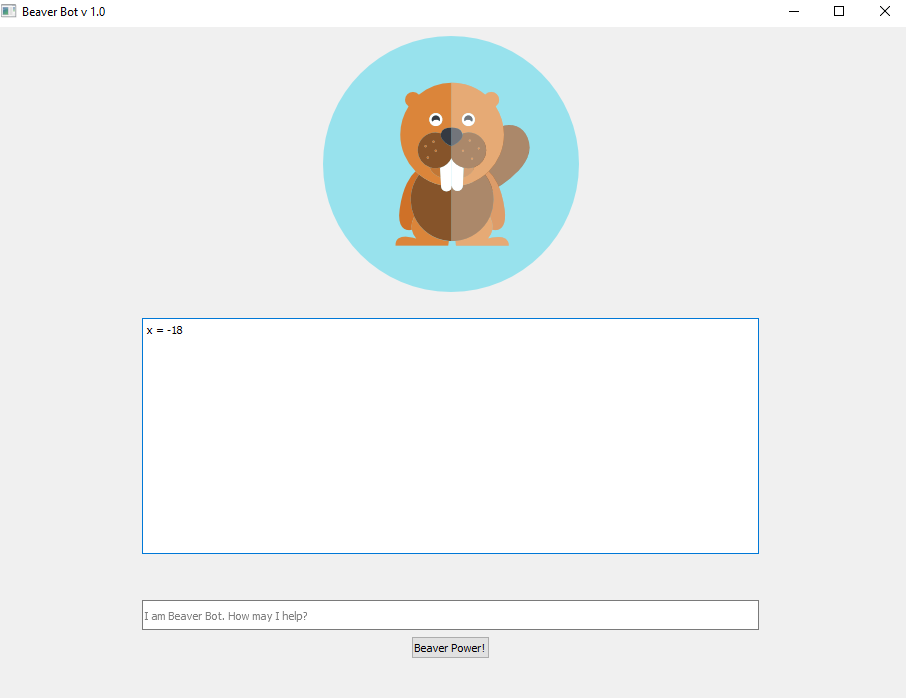 Beaver Bot v 1.0
x = -18
I am Beaver Bot. How may I help?
Beaver Power!